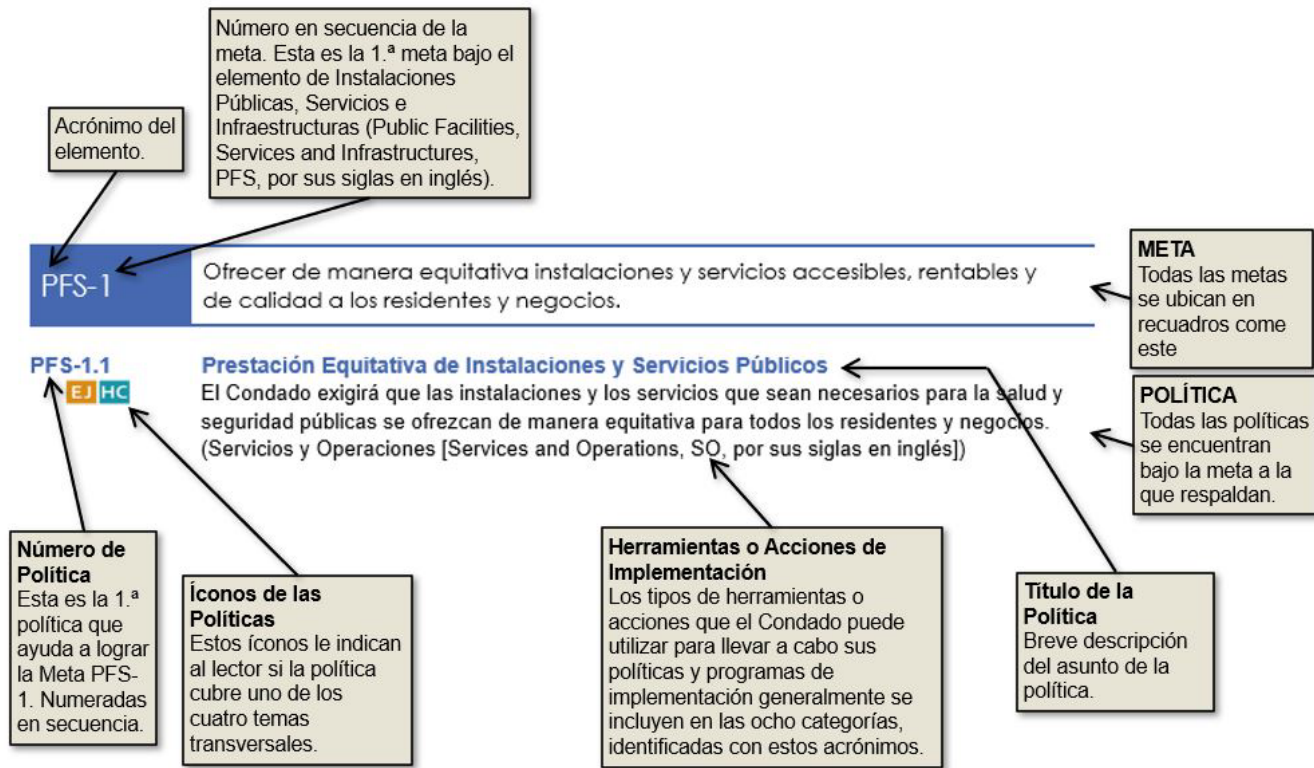 Número en secuencia de la
meta. Esta es la 1.ª meta bajo el
elemento de Instalaciones
Públicas, Servicios e
Infraestructuras (Public Facilities,
Services and Infrastructures,
PFS, por sus siglas en inglés).
Acrónimo del
elemento.
PFS-1
Ofrecer de manera equitativa instalaciones y servicios accesibles, rentables y
de calidad a los residentes y negocios.
META
Todas las metas
se ubican en
recuadros come
este
PFS-1.1
EJ HC
Prestación Equitativa de Instalaciones y Servicios Públicos
El Condado exigirá que las instalaciones y los servicios que sean necesarios para la salud y
seguridad públicas se ofrezcan de manera equitativa para todos los residentes y negocios.
(Servicios y Operaciones [Services and Operations, SO, por sus siglas en inglés])
POLÍTICA
Todas las políticas
se encuentran
bajo la meta a la
que respaldan.
Número de
Política
Esta es la 1.ª
política que
ayuda a lograr
la Meta PFS-
1. Numeradas
en secuencia.
Íconos de las
Políticas
Estos íconos le indican
al lector si la política
cubre uno de los
cuatro temas
transversales.
Herramientas o Acciones de
Implementación
Los tipos de herramientas o
acciones que el Condado puede
utilizar para llevar a cabo sus
políticas y programas de
implementación generalmente se
incluyen en las ocho categorías,
identificadas con estos acrónimos.
Título de la
Política
Breve descripción
del asunto de la
política.